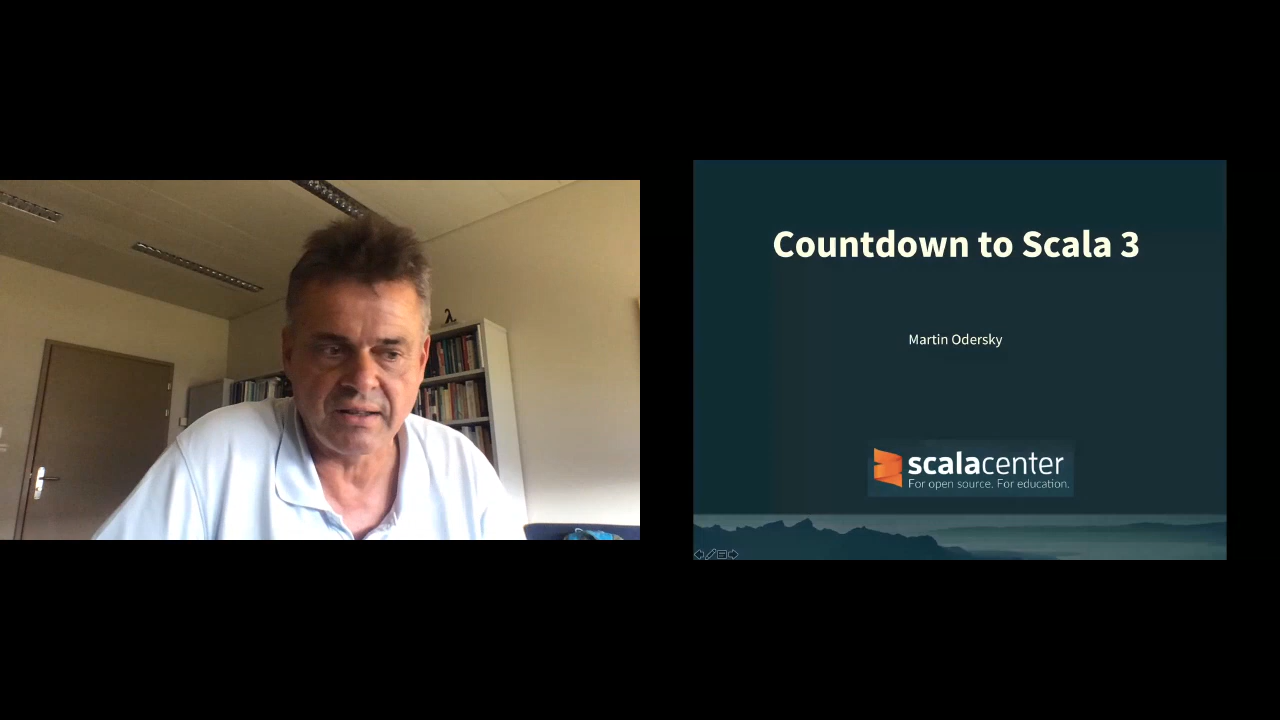 λ
Countdown to Scala 3
Martin Odersky
scalacenter
For open source. For education.